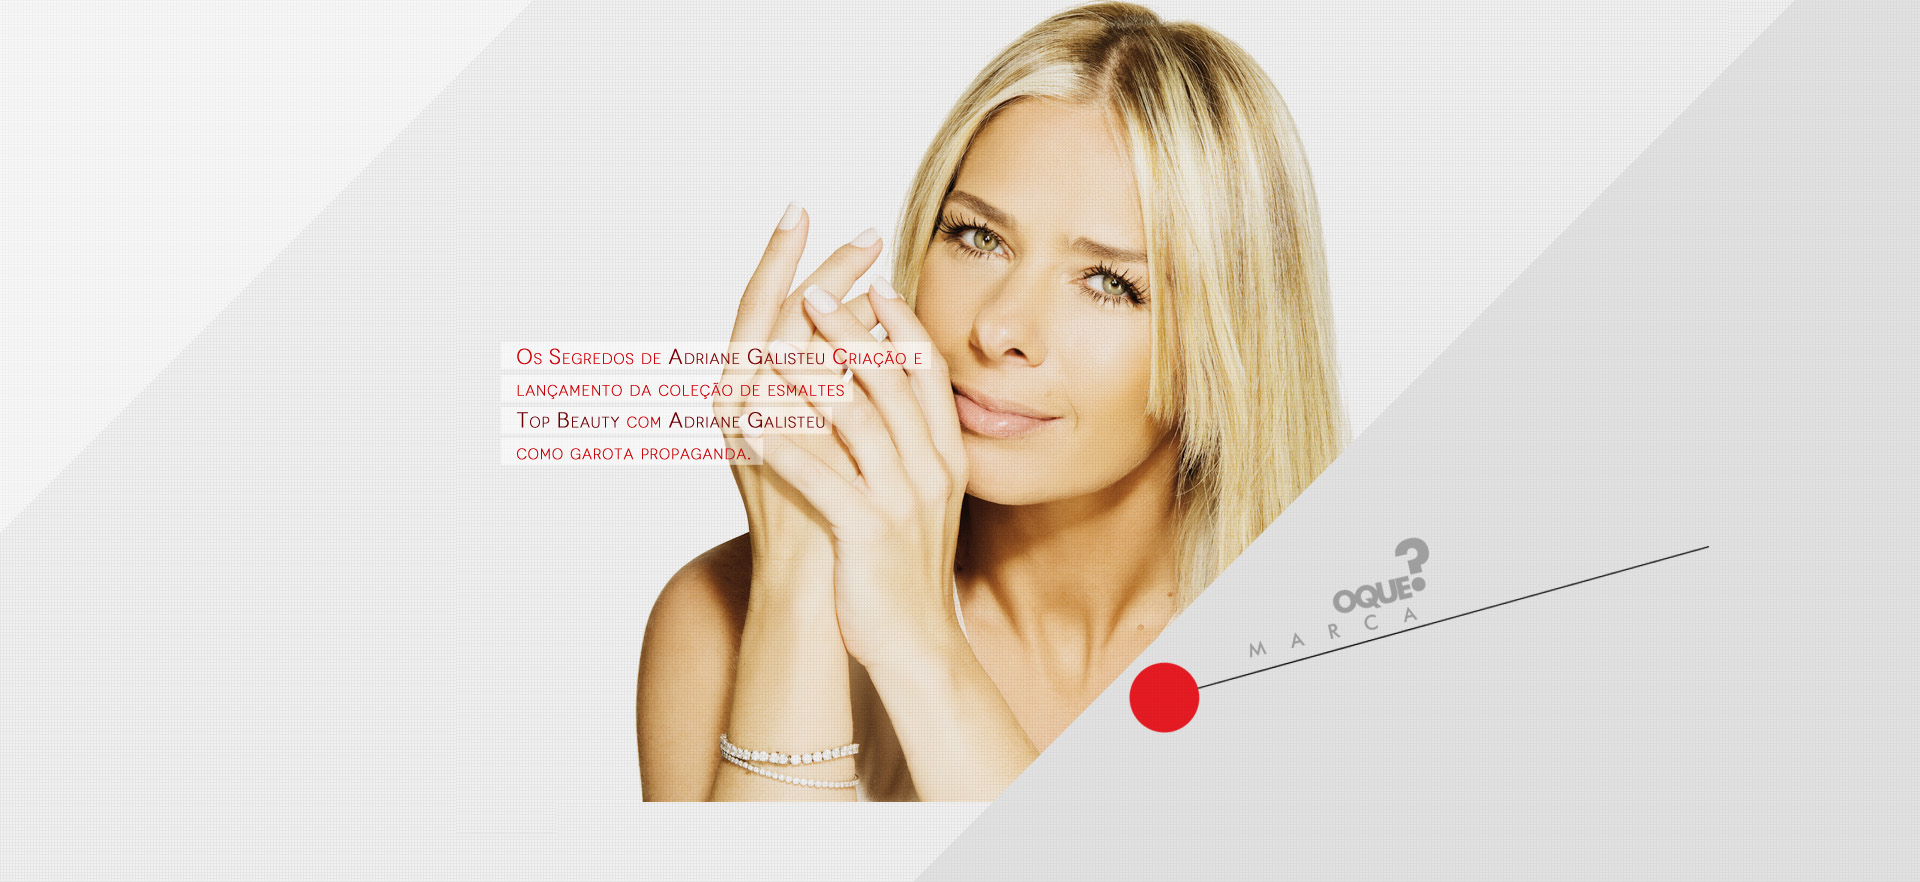 Os Segredos de Adriane Galisteu Criação e
lançamento da coleção de esmaltes
Top Beauty com Adriane Galisteu
como garota propaganda.
OQUE?
MARCA